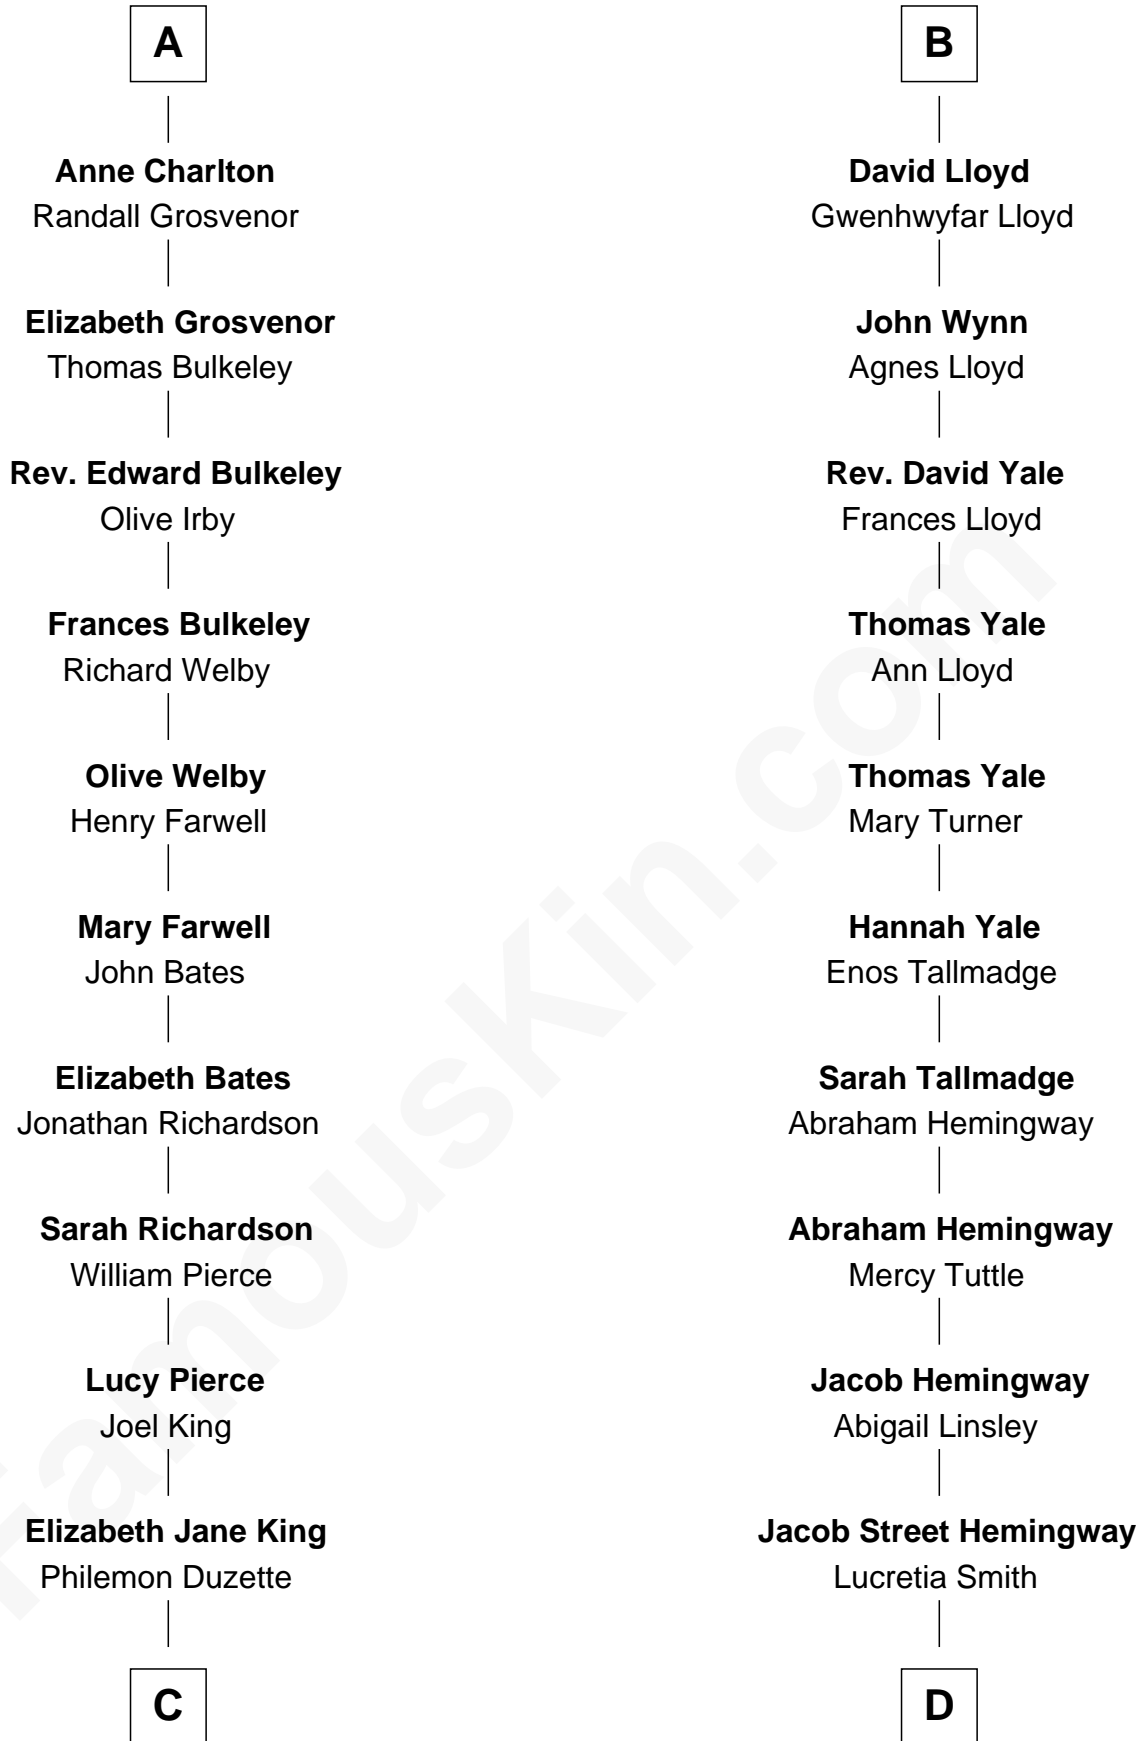 A
Anne Charlton
Randall Grosvenor
Elizabeth Grosvenor
Thomas Bulkeley
Rev. Edward Bulkeley
Olive Irby
Frances Bulkeley
Richard Welby
Olive Welby
Henry Farwell
Mary Farwell
John Bates
Elizabeth Bates
Jonathan Richardson
Sarah Richardson
William Pierce
Lucy Pierce
Joel King
Elizabeth Jane King
Philemon Duzette
C
B
David Lloyd
Gwenhwyfar Lloyd
John Wynn
Agnes Lloyd
Rev. David Yale
Frances Lloyd
Thomas Yale
Ann Lloyd
Thomas Yale
Mary Turner
Hannah Yale
Enos Tallmadge
Sarah Tallmadge
Abraham Hemingway
Abraham Hemingway
Mercy Tuttle
Jacob Hemingway
Abigail Linsley
Jacob Street Hemingway
Lucretia Smith
D
FamousKin.com